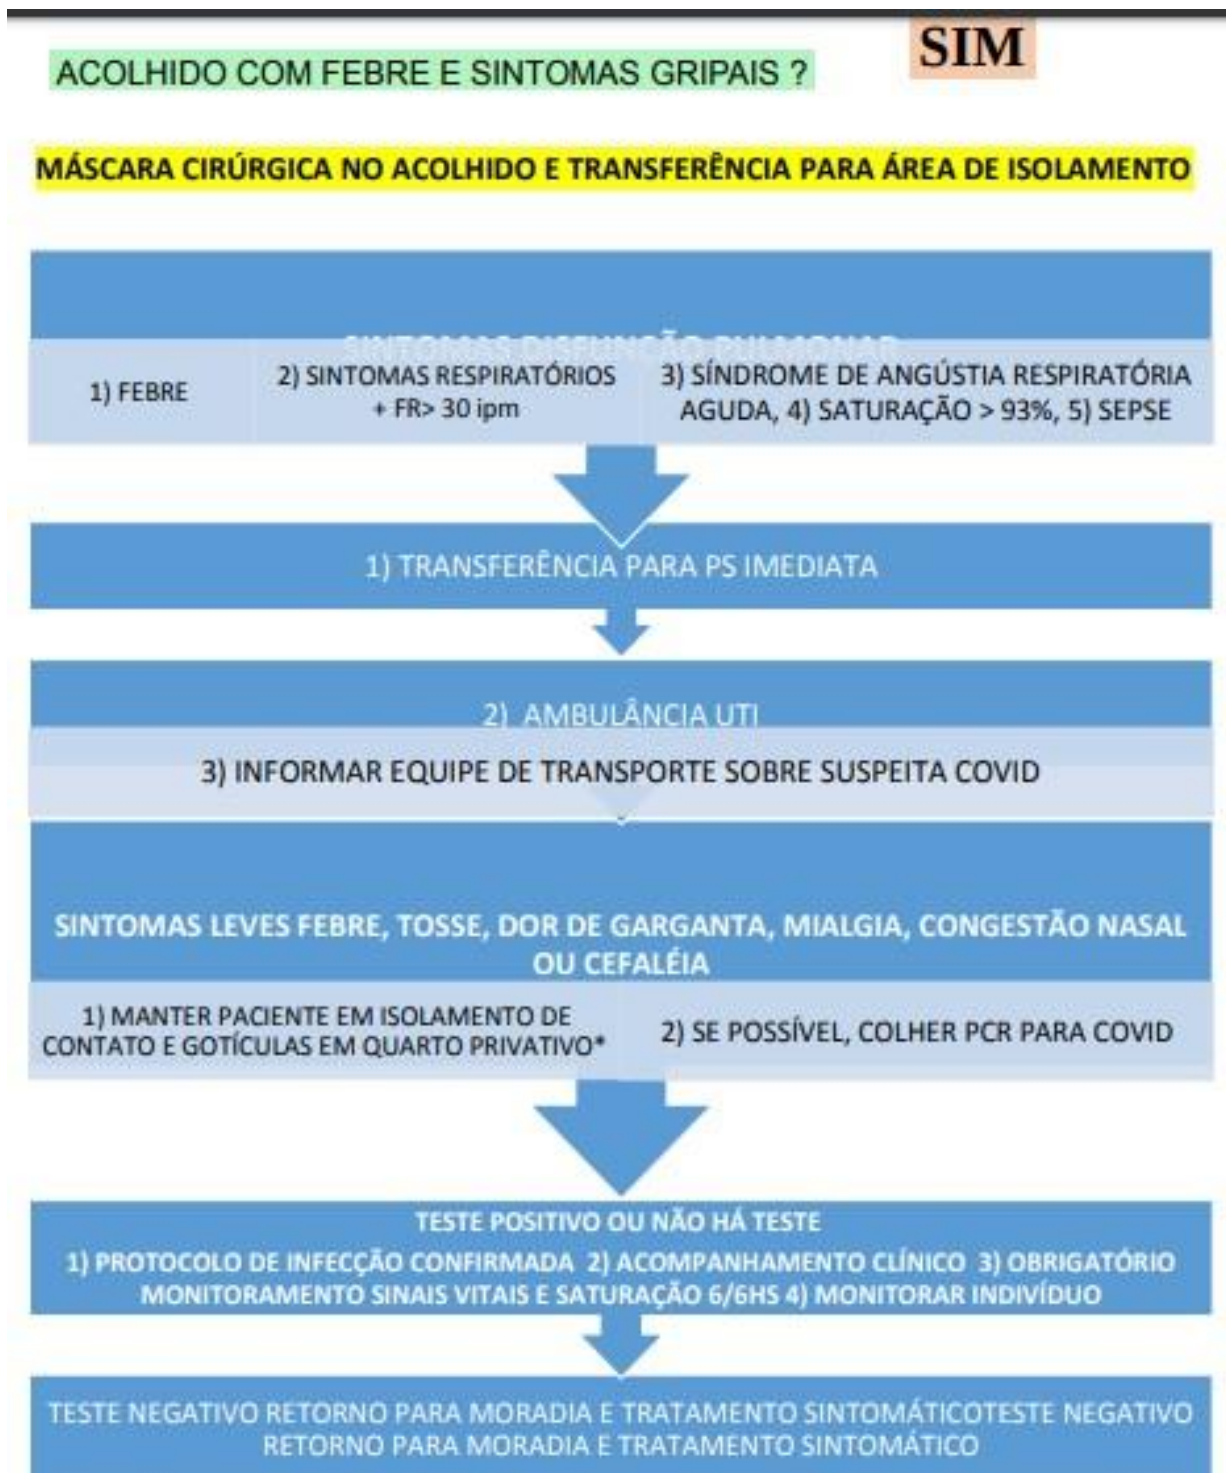 SIM
ACOLHIDO COM FEBRE E SINTOMAS GRIPAIS ?
MÁSCARA CIRÚRGICA NO ACOLHIDO E TRANSFERÊNCIA PARA ÁREA DE ISOLAMENTO
SINTOMAS DISFUNÇÃO PULMONAR
1) FEBRE
2) SINTOMAS RESPIRATÓRIOS
+ FR> 30 ipm
3) SÍNDROME DE ANGÚSTIA RESPIRATÓRIA
AGUDA, 4) SATURAÇÃO > 93%, 5) SEPSE
1) TRANSFERÊNCIA PARA PS IMEDIATA
2) AMBULÂNCIA UTI
3) INFORMAR EQUIPE DE TRANSPORTE SOBRE SUSPEITA COVID
SINTOMAS LEVES FEBRE, TOSSE, DOR DE GARGANTA, MIALGIA, CONGESTÃO NASAL
OU CEFALÉIA
1) MANTER PACIENTE EM ISOLAMENTO DE
CONTATO E GOTÍCULAS EM QUARTO PRIVATIVO*
2) SE POSSÍVEL, COLHER PCR PARA COVID
TESTE POSITIVO OU NÃO HÁ TESTE
1) PROTOCOLO DE INFECÇÃO CONFIRMADA 2) ACOMPANHAMENTO CLÍNICO 3) OBRIGATÓRIO
MONITORAMENTO SINAIS VITAIS E SATURAÇÃO 6/6HS 4) MONITORAR INDIVÍDUO
TESTE NEGATIVO RETORNO PARA MORADIA E TRATAMENTO SINTOMÁTICOTESTE NEGATIVO
RETORNO PARA MORADIA E TRATAMENTO SINTOMÁTICO